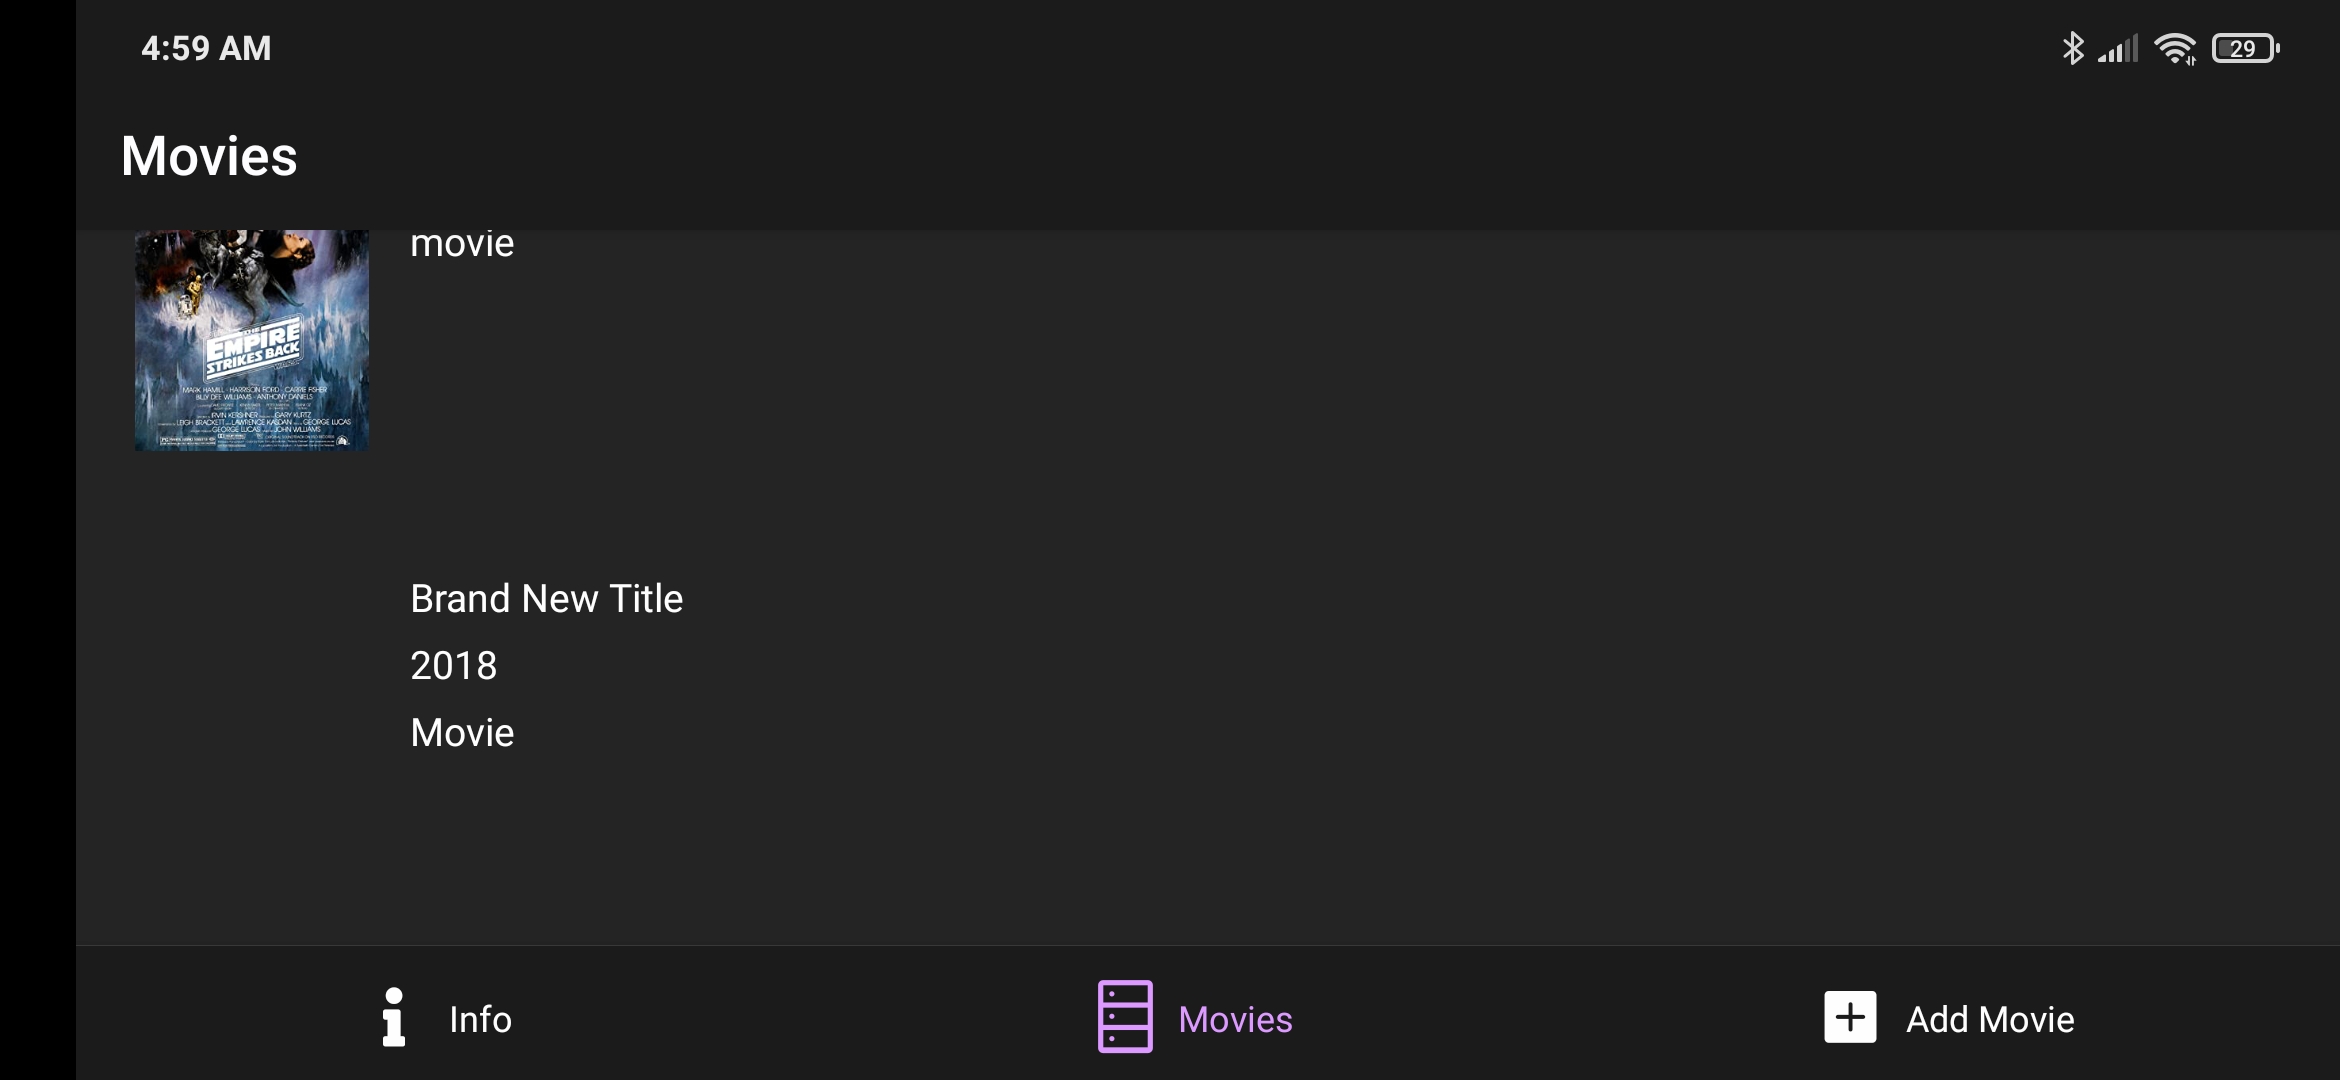 4:59 AM
29
Movies
movie
THE
EMPIRE
STRIKES BACK
MARK HAMILL · HARRISON FORD · CARRIE FISHER
BILLY DEE WILLIAMS · ANTHONY DANIELS
IRVIN KERSHNER GARY KURTZ
LEIGH BRACKETT LAWRENCE KASDAN GEORGE LUCAS
GEORGE LUCAS JOHN WILLIAMS
PG
Brand New Title
2018
Movie
Info
Movies
Add Movie